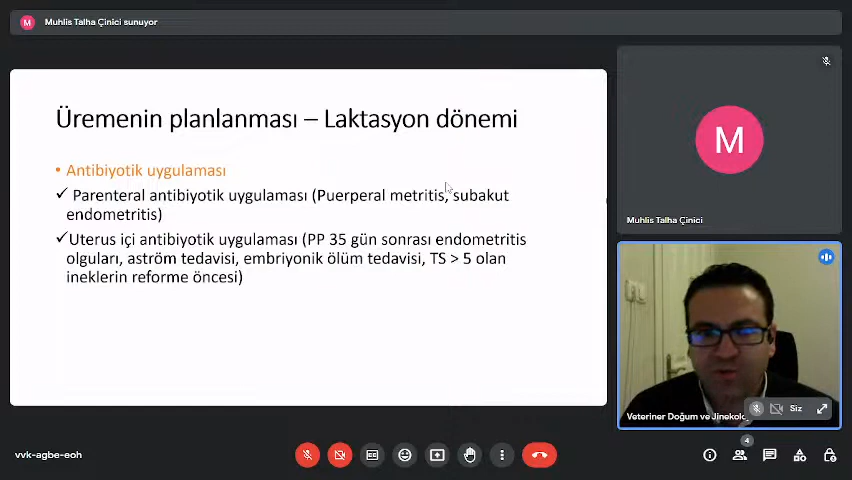 M
Muhlis Talha Çinici sunuyor
Üremenin planlanması – Laktasyon dönemi
• Antibiyotik uygulaması
✓ Parenteral antibiyotik uygulaması (Puerperal metritis, subakut
endometritis)
✓Uterus içi antibiyotik uygulaması (PP 35 gün sonrası endometritis
olguları, aström tedavisi, embriyonik ölüm tedavisi, TS > 5 olan
ineklerin reforme öncesi)
M
Muhlis Talha Çinici
Veteriner Doğum ve Jinekolo
Siz
vvk-agbe-eoh
4